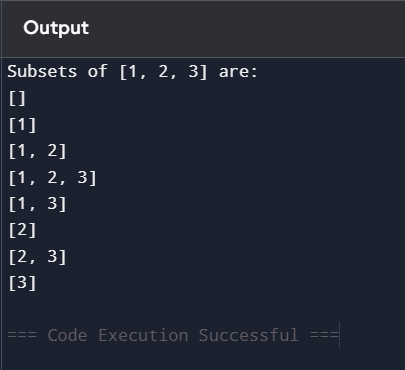 Output
Subsets of [1, 2, 3] are:
[]
[1]
[1, 2]
[1, 2, 3]
[1, 3]
[2]
[2, 3]
[3]
=== Code Execution Successful ===